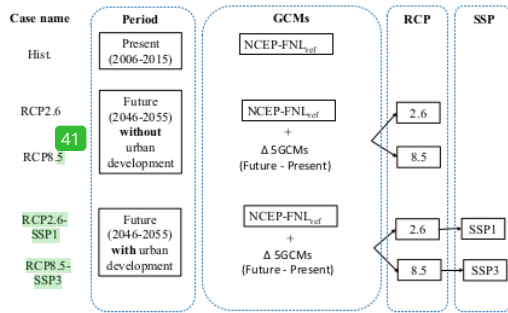 Case name
Period
GCMs
RCP
SSP
Hist.
Present
(2006-2015)
NCEP-FNLref
RCP2.6
41
RCP8.5
Future
(2046-2055)
without
urban
development
NCEP-FNLref
+
Δ 5GCMs
(Future - Present)
2.6
8.5
RCP2.6-
SSP1
RCP8.5-
SSP3
Future
(2046-2055)
with urban
development
NCEP-FNLref
+
Δ 5GCMs
(Future - Present)
2.6
SSP1
8.5
SSP3